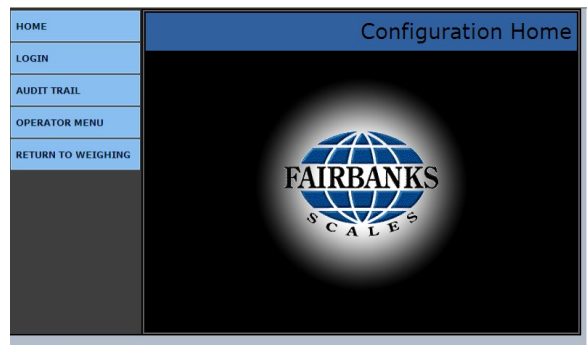 HOME
Configuration Home
LOGIN
AUDIT TRAIL
OPERATOR MENU
RETURN TO WEIGHING
FAIRBANKS
SCALES